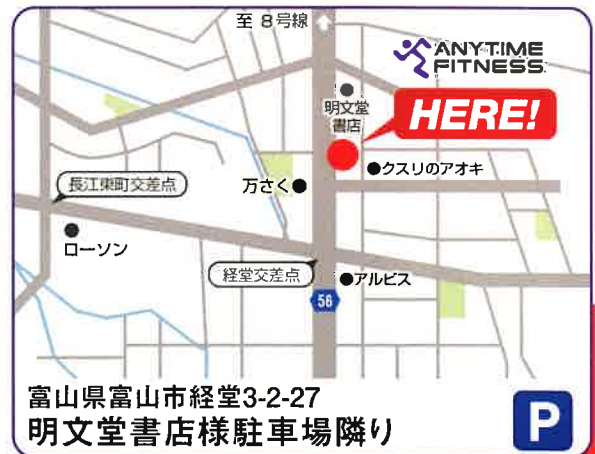 至 8号線
ANYTIME
FITNESS
HERE!
明文堂
書店
クスリのアオキ
万さく
長江東町交差点
ローソン
経堂交差点
アルビス
56
富山県富山市経堂3-2-27
明文堂書店様駐車場隣り
P